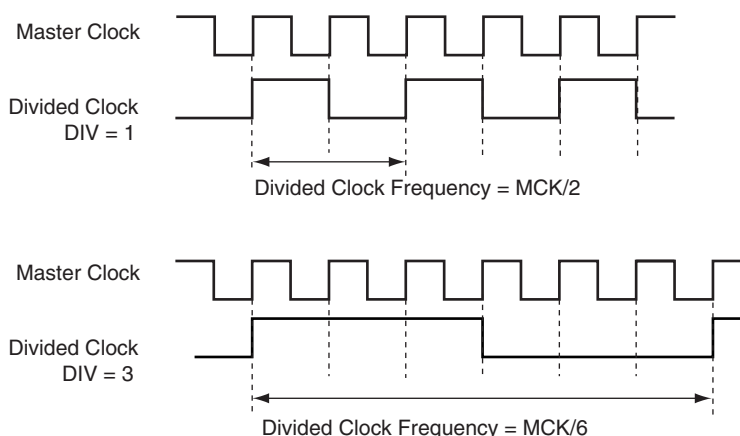 Master Clock
Divided Clock
DIV = 1
Divided Clock Frequency = MCK/2
Master Clock
Divided Clock
DIV = 3
Divided Clock Frequency = MCK/6